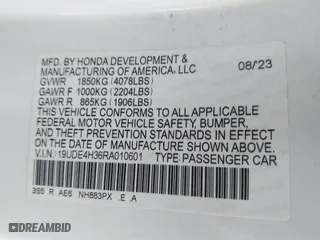 MFD. BY HONDA DEVELOPMENT &
MANUFACTURING OF AMERICA, LLC 08/23
GVWR 1850KG (4078LBS)
GAWR F 1000KG (2204LBS)
GAWR R 865KG (1906LBS)
THIS VEHICLE CONFORMS TO ALL APPLICABLE
FEDERAL MOTOR VEHICLE SAFETY, BUMPER,
AND THEFT PREVENTION STANDARDS IN EFFECT
ON THE DATE OF MANUFACTURE SHOWN ABOVE.
V.I.N.: 19UDE4H36RA010601 TYPE: PASSENGER CAR
3S5 R AE6 NH883PX .E .A
AUTOBIDMASTER